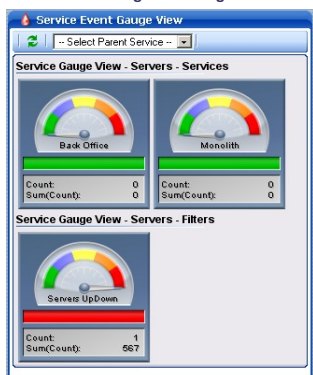 Service Event Gauge View
-- Select Parent Service --
Service Gauge View - Servers - Services
Back Office
Count: 0
Sum(Count): 0
Monolith
Count: 0
Sum(Count): 0
Service Gauge View - Servers - Filters
Servers UpDown
Count: 1
Sum(Count): 567